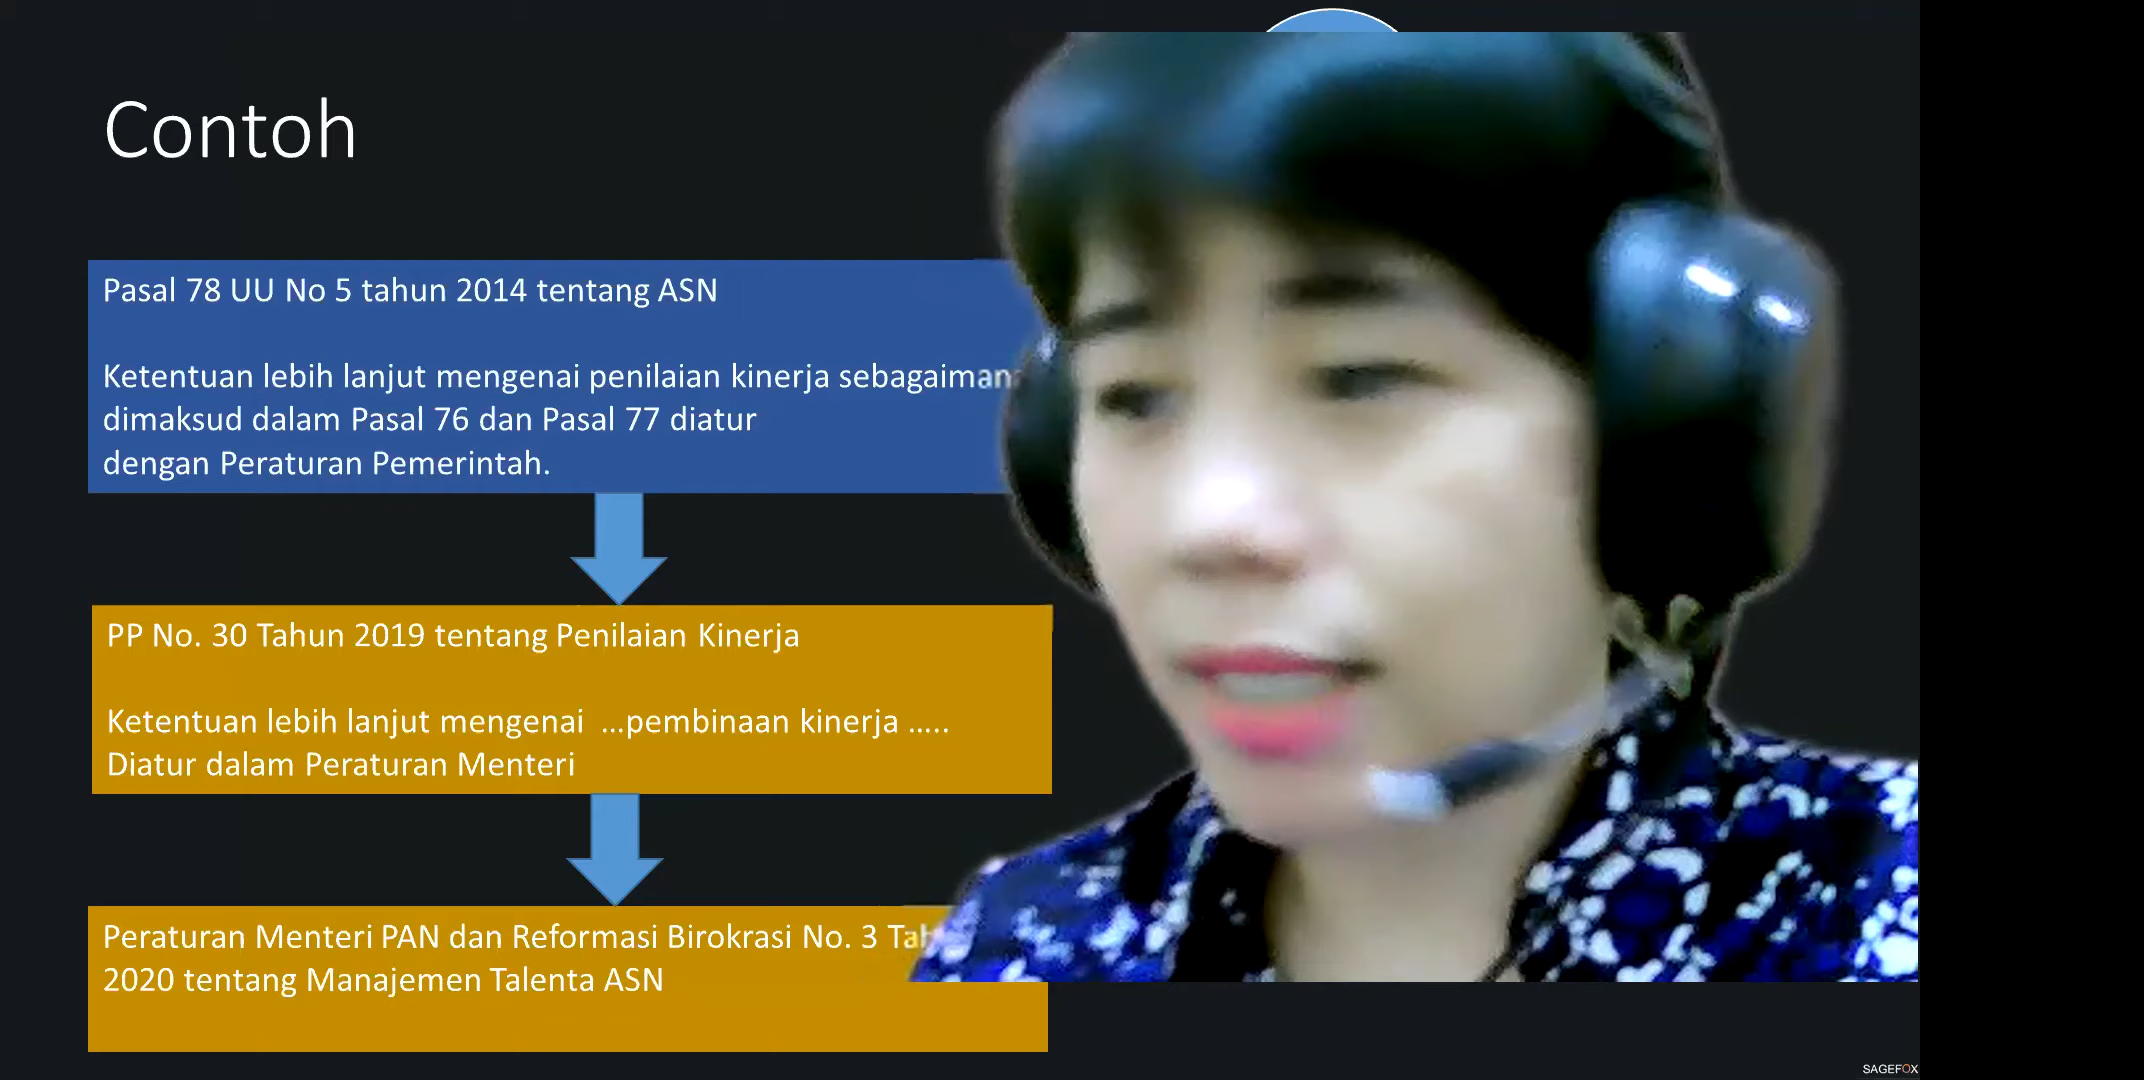 Contoh
Pasal 78 UU No 5 tahun 2014 tentang ASN
Ketentuan lebih lanjut mengenai penilaian kinerja
dimaksud dalam Pasal 76 dan Pasal 77 diatur
dengan Peraturan Pemerintah.
PP No. 30 Tahun 2019 tentang Penilaian Kinerja
Ketentuan lebih lanjut mengenai ...pembinaan kinerja .....
Diatur dalam Peraturan Menteri
Peraturan Menteri PAN dan Reformasi Birokrasi No. 3
2020 tentang Manajemen Talenta ASN
SAGEFOX